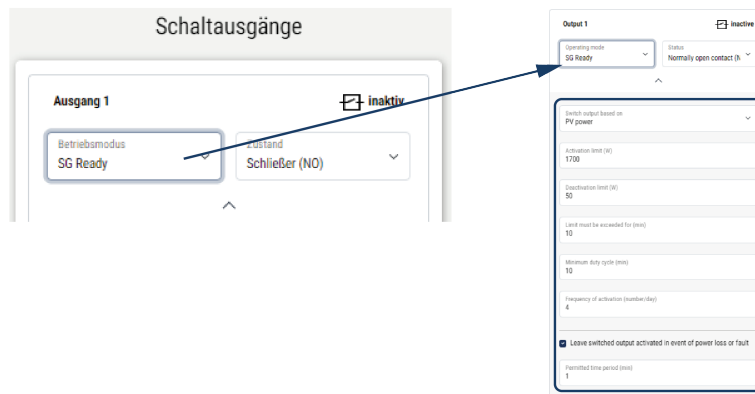 Schaltausgänge
Ausgang 1
inaktiv
Betriebsmodus
SG Ready
Zustand
Schließer (NO)
Output 1
inactive
Operating mode
SG Ready
Status
Normally open contact (N
Switch output based on
PV power
Activation limit (W)
1700
Deactivation limit (W)
50
Limit must be exceeded for (min)
10
Minimum duty cycle (min)
10
Frequency of activation (number/day)
4
Leave switched output activated in event of power loss or fault
Permitted time period (min)
1